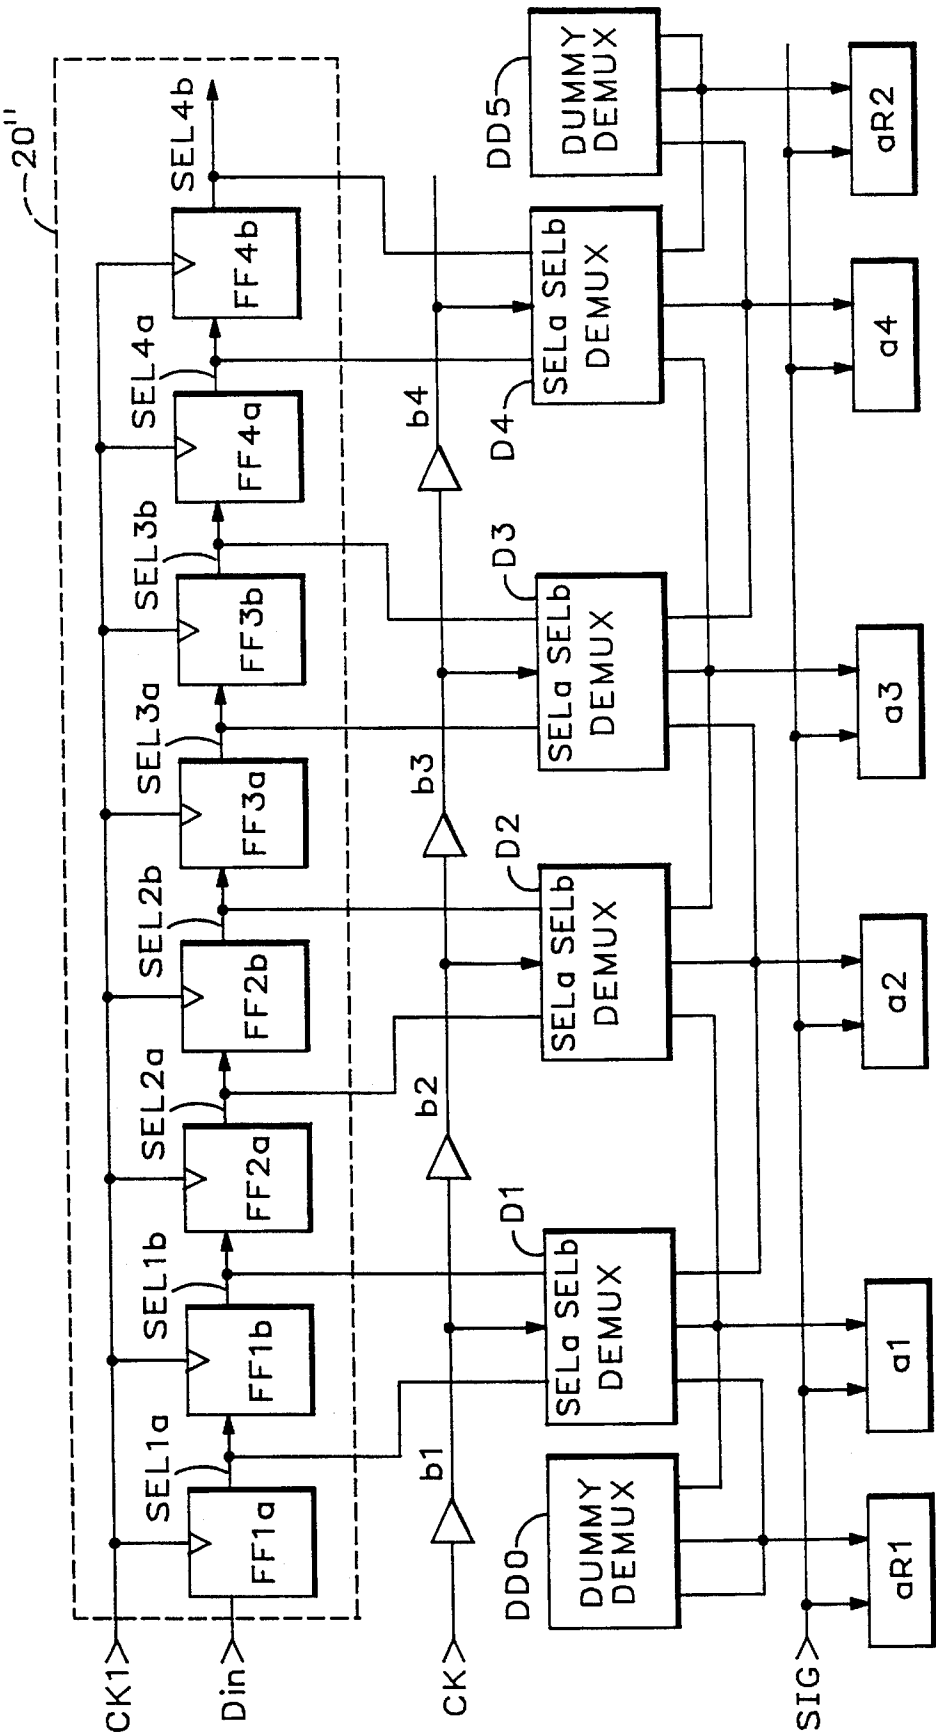 20''
CK1
Din
SEL1a
SEL1b
SEL2a
SEL2b
SEL3a
SEL3b
SEL4a
SEL4b
FF1a
FF1b
FF2a
FF2b
FF3a
FF3b
FF4a
FF4b
CK
b1
b2
b3
b4
DD0
D1
D2
D3
D4
DD5
DUMMY
DEMUX
SELa SELb
DEMUX
SELa SELb
DEMUX
SELa SELb
DEMUX
SELa SELb
DEMUX
DUMMY
DEMUX
SIG
aR1
a1
a2
a3
a4
aR2